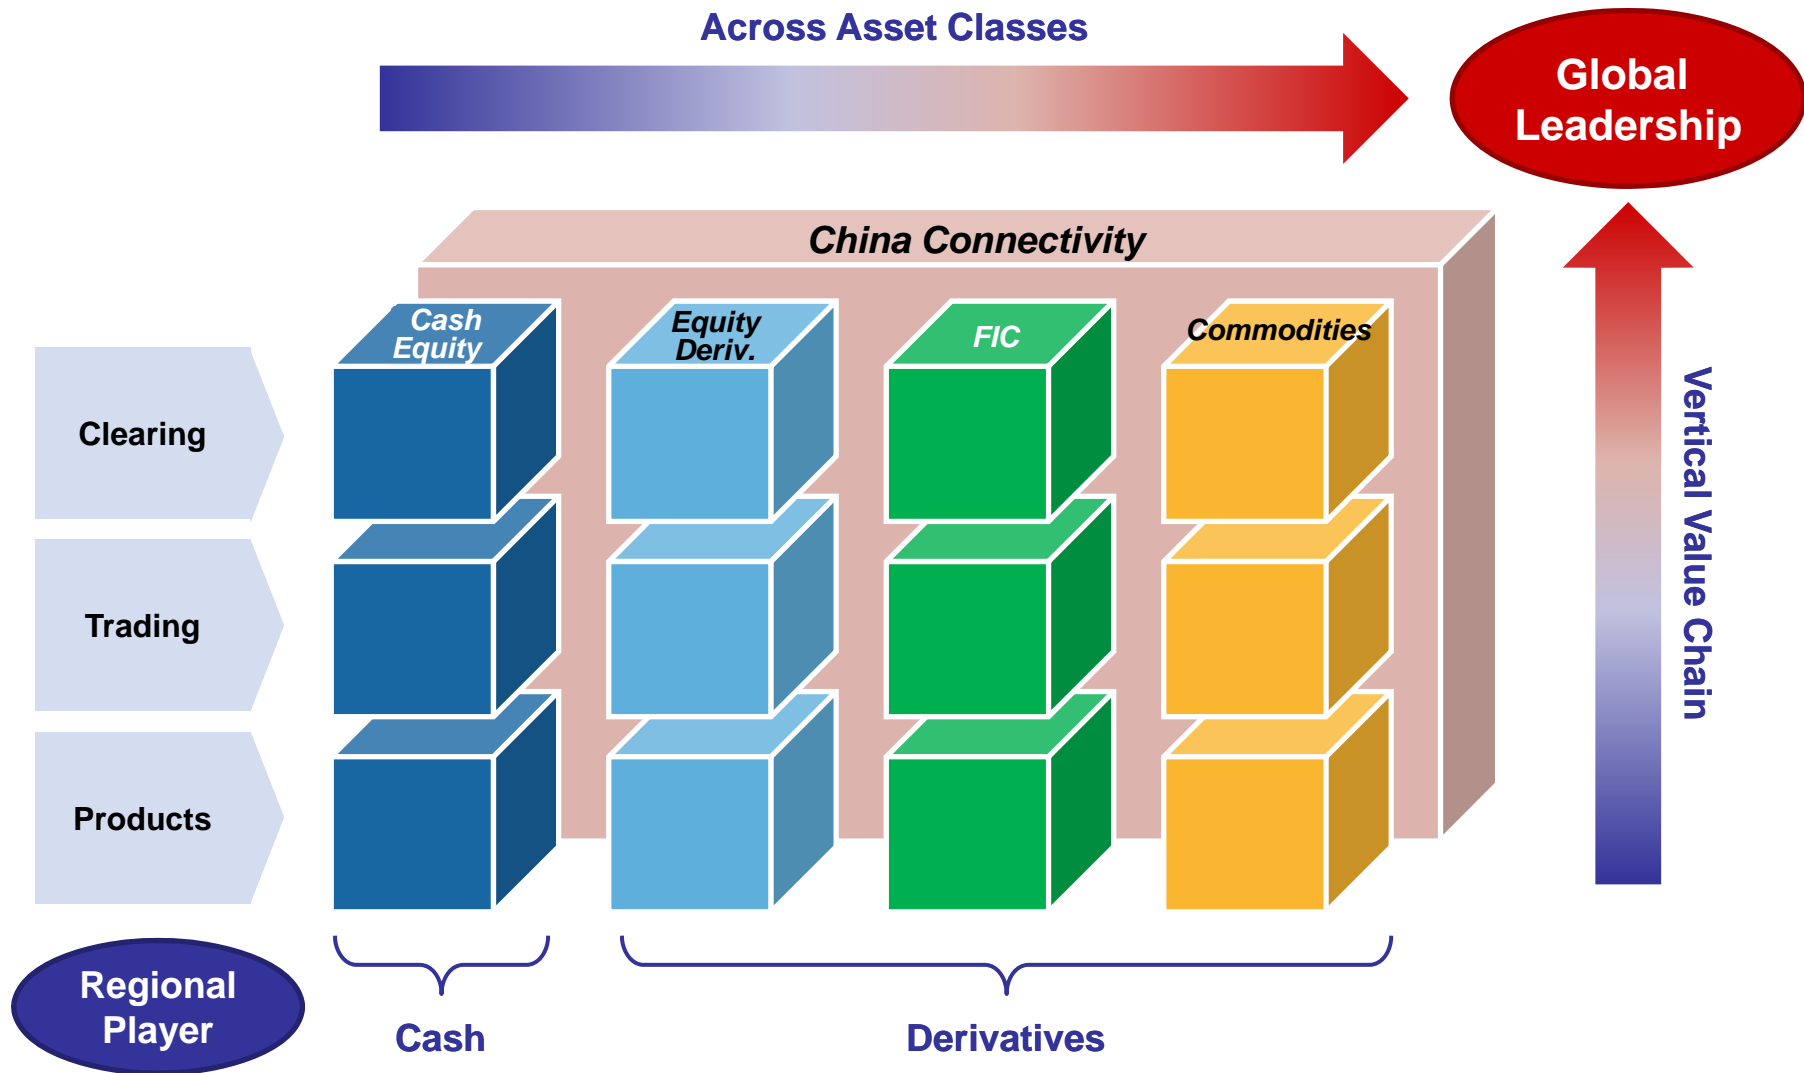 Across Asset Classes
Global
Leadership
China Connectivity
Cash
Equity
Equity
Deriv.
FIC
Commodities
Clearing
Trading
Products
Vertical Value Chain
Regional
Player
Cash
Derivatives